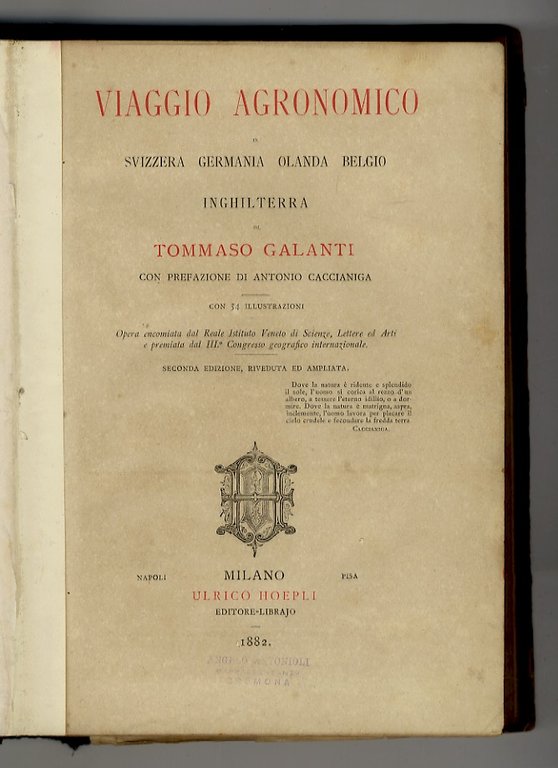 VIAGGIO AGRONOMICO
IN
SVIZZERA GERMANIA OLANDA BELGIO
INGHILTERRA
DI
TOMMASO GALANTI
CON PREFAZIONE DI ANTONIO CACCIANIGA
CON 54 ILLUSTRAZIONI
Opera encomiata dal Reale Istituto Veneto di Scienze, Lettere ed Arti
e premiata dal III.º Congresso geografico internazionale.
SECONDA EDIZIONE, RIVEDUTA ED AMPLIATA.
Dove la natura è ridente e splendido
il sole, l'uomo si corica al rezzo d'un
albero, a tessere l'eterno idillio, o a dor-
mire. Dove la natura è matrigna, aspra,
inclemente, l'uomo lavora per placare il
cielo crudele e fecondare la fredda terra
CACCIANIGA.
NAPOLI MILANO PISA
ULRICO HOEPLI
EDITORE-LIBRAJO
1882.
CREMONA